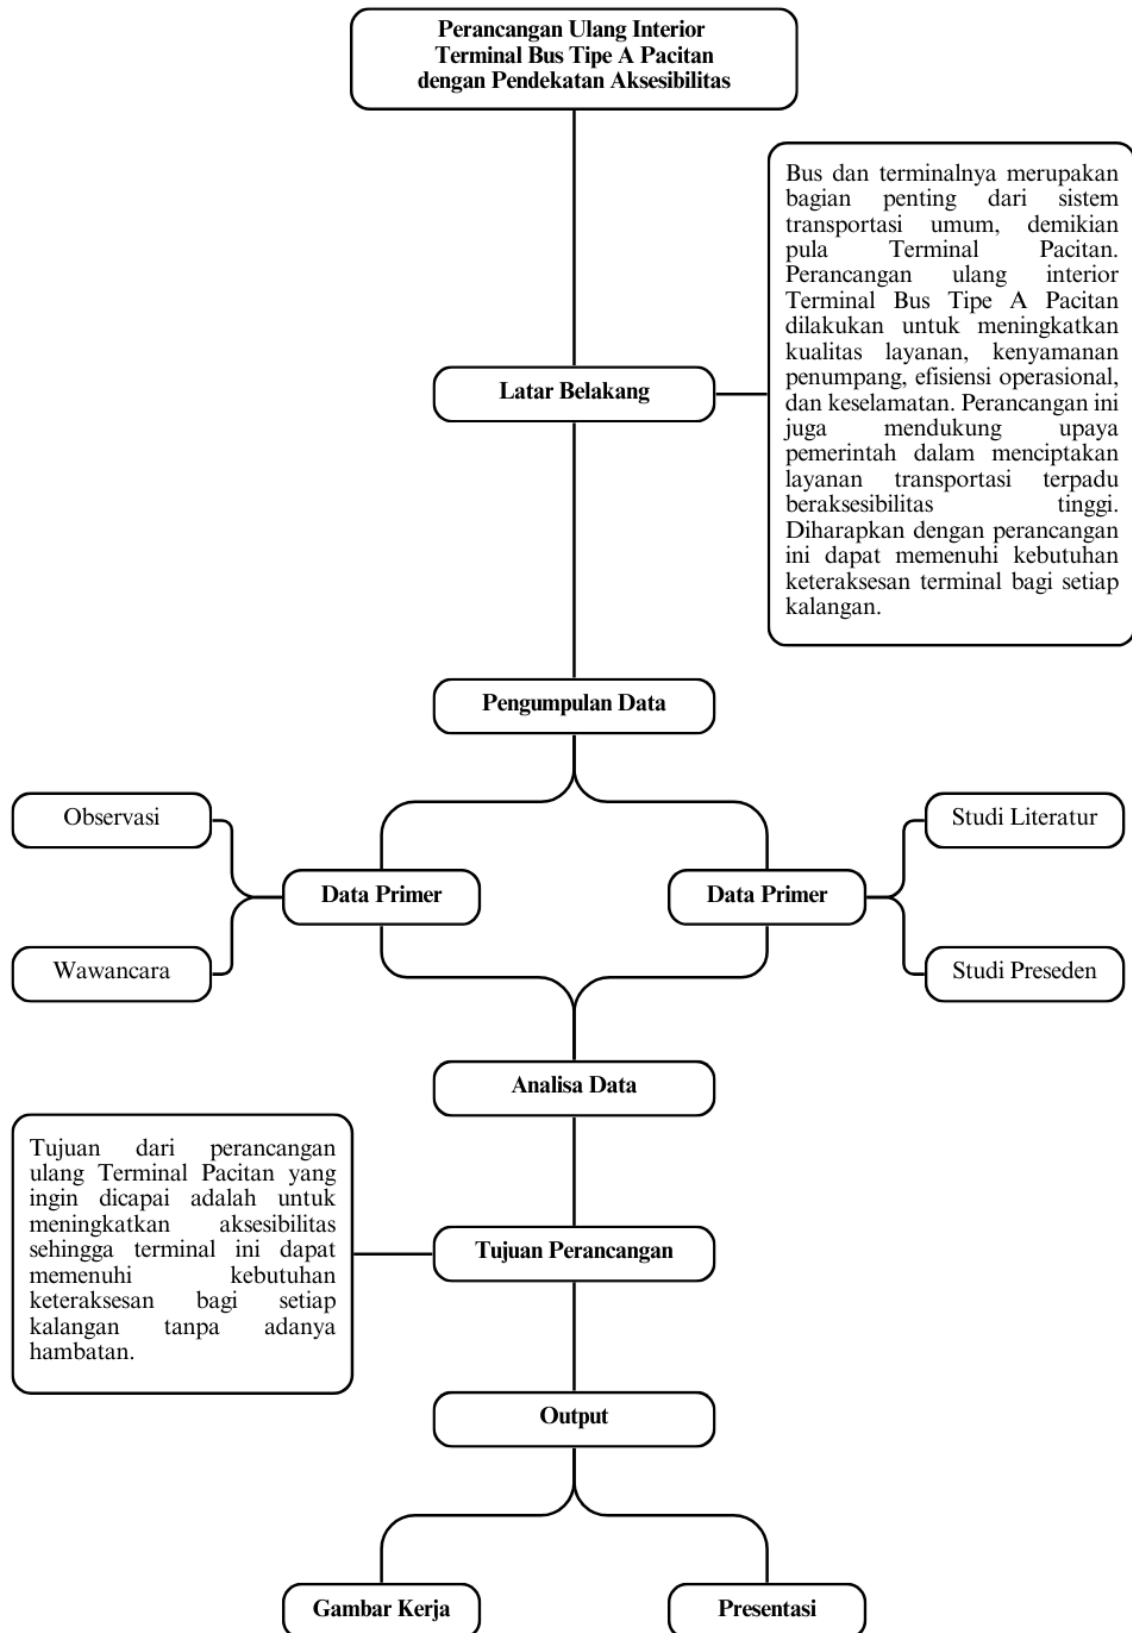 Perancangan Ulang Interior
Terminal Bus Tipe A Pacitan
dengan Pendekatan Aksesibilitas
Bus dan terminalnya merupakan
bagian penting dari sistem
transportasi umum, demikian
pula Terminal Pacitan.
Perancangan ulang interior
Terminal Bus Tipe A Pacitan
dilakukan untuk meningkatkan
kualitas layanan, kenyamanan
penumpang, efisiensi operasional,
dan keselamatan. Perancangan ini
juga mendukung upaya
pemerintah dalam menciptakan
layanan transportasi terpadu
beraksesibilitas tinggi.
Diharapkan dengan perancangan
ini dapat memenuhi kebutuhan
keteraksesan terminal bagi setiap
kalangan.
Latar Belakang
Pengumpulan Data
Observasi
Studi Literatur
Data Primer
Data Primer
Wawancara
Studi Preseden
Analisa Data
Tujuan dari perancangan
ulang Terminal Pacitan yang
ingin dicapai adalah untuk
meningkatkan aksesibilitas
sehingga terminal ini dapat
memenuhi kebutuhan
keteraksesan bagi setiap
kalangan tanpa adanya
hambatan.
Tujuan Perancangan
Output
Gambar Kerja
Presentasi